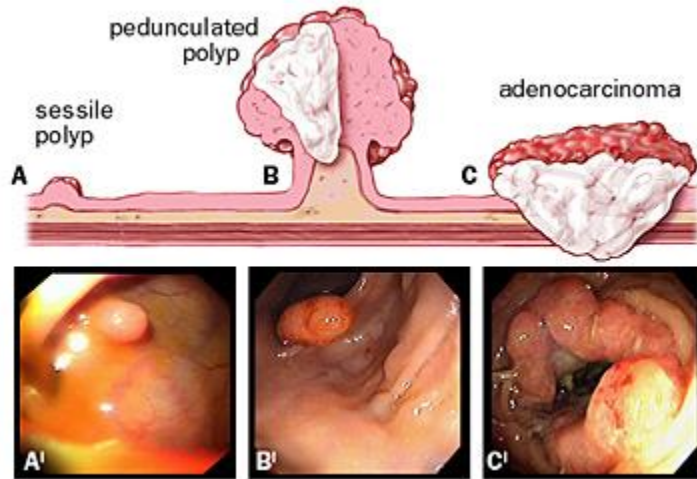 pedunculated
polyp
adenocarcinoma
sessile
polyp
A
B
C
A'
B'
C'